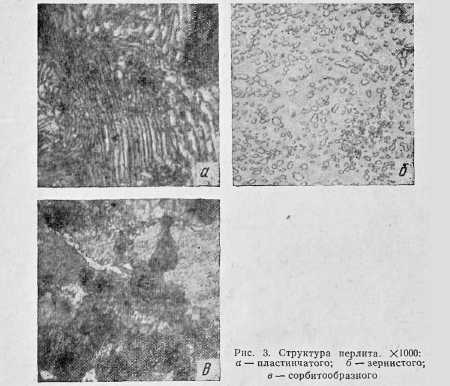 а
б
в
Рис. 3. Структура перлита. ×1000:
а — пластинчатого; б — зернистого;
в — сорбитообразного